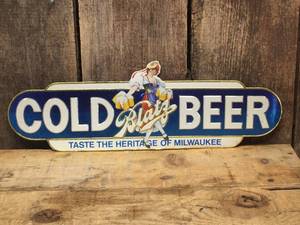 COLD Blatz BEER
TASTE THE HERITAGE OF MILWAUKEE